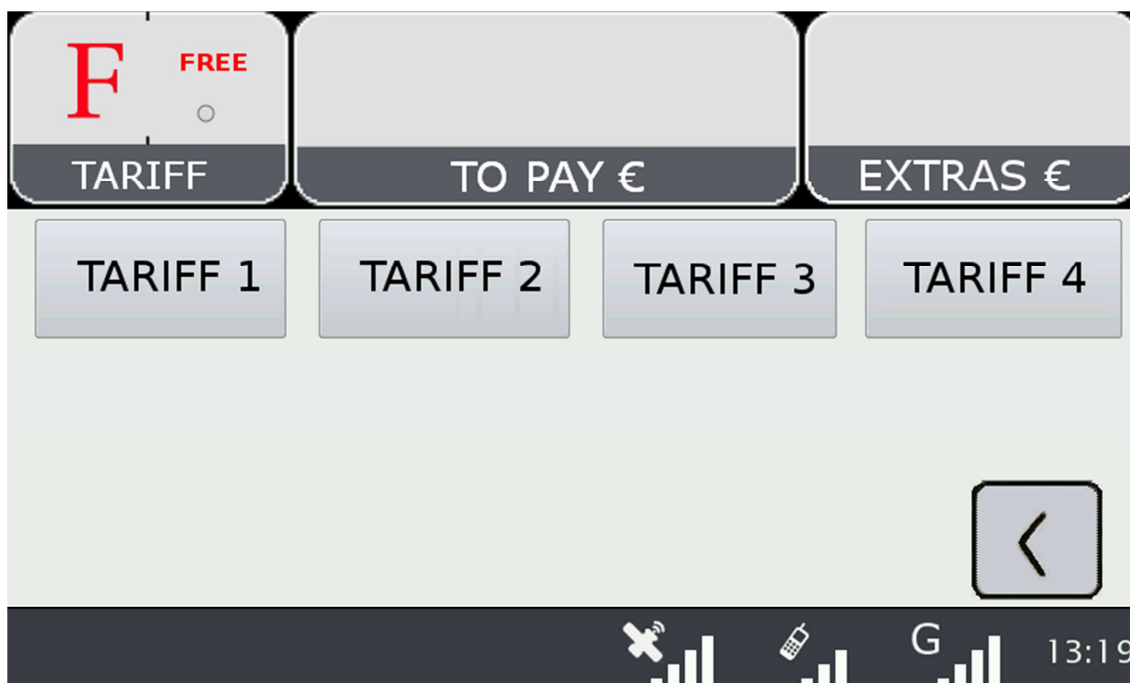 F FREE
TARIFF
TO PAY €
EXTRAS €
TARIFF 1
TARIFF 2
TARIFF 3
TARIFF 4
G
13:19